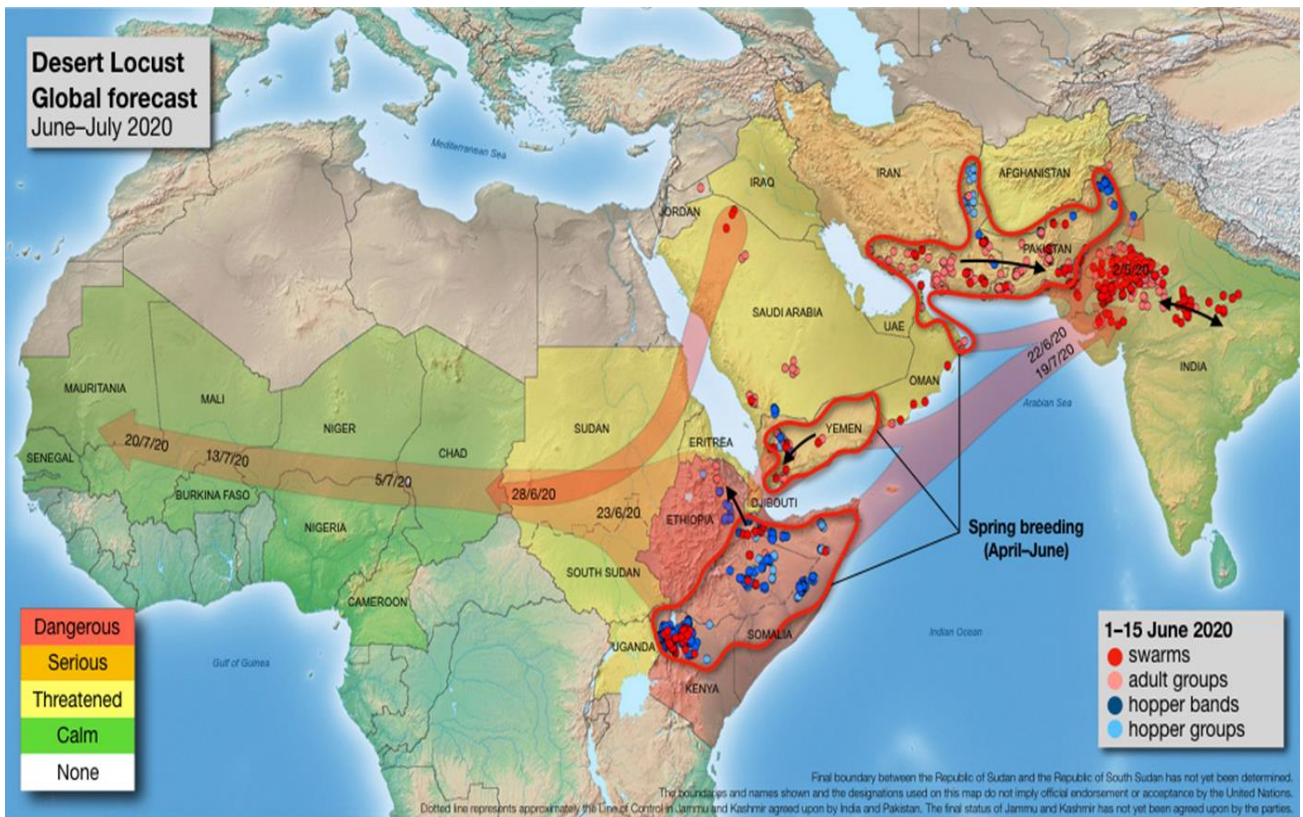 Desert Locust
Global forecast
June–July 2020
Mediterranean Sea
IRAQ
IRAN
AFGHANISTAN
JORDAN
PAKISTAN
2/5/20
SAUDI ARABIA
UAE
22/6/20
19/7/20
INDIA
OMAN
Arabian Sea
MAURITANIA
MALI
NIGER
CHAD
SUDAN
ERITREA
YEMEN
20/7/20
13/7/20
5/7/20
28/6/20
23/6/20
SENEGAL
BURKINA FASO
NIGERIA
ETHIOPIA
DJIBOUTI
Spring breeding
(April–June)
SOUTH SUDAN
CAMEROON
UGANDA
SOMALIA
KENYA
Indian Ocean
Gulf of Guinea
Dangerous
Serious
Threatened
Calm
None
1–15 June 2020
swarms
adult groups
hopper bands
hopper groups
Final boundary between the Republic of Sudan and the Republic of South Sudan has not yet been determined.
The boundaries and names shown and the designations used on this map do not imply official endorsement or acceptance by the United Nations.
Dotted line represents approximately the Line of Control in Jammu and Kashmir agreed upon by India and Pakistan. The final status of Jammu and Kashmir has not yet been agreed upon by the parties.